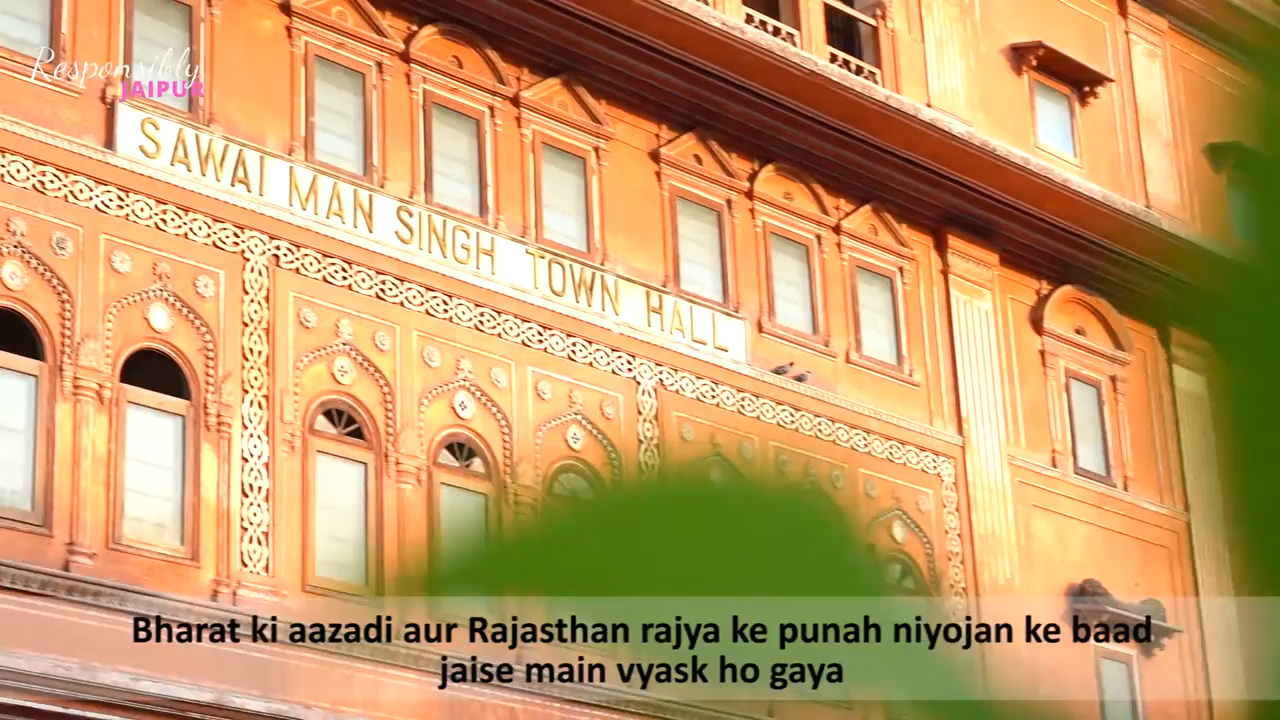 Responsibly
JAIPUR
SAWAI MAN SINGH TOWN HALL
Bharat ki aazadi aur Rajasthan rajya ke punah niyojan ke baad
jaise main vyask ho gaya